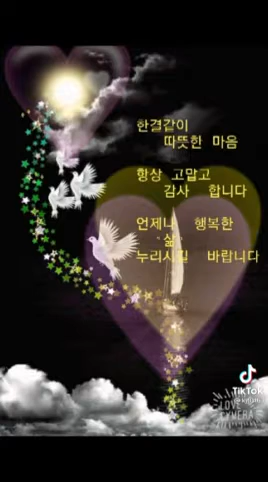 한결같이
따뜻한 마음
항상 고맙고
감사 합니다
언제나 행복한
삶
누리시길 바랍니다
TikTok
LOVE